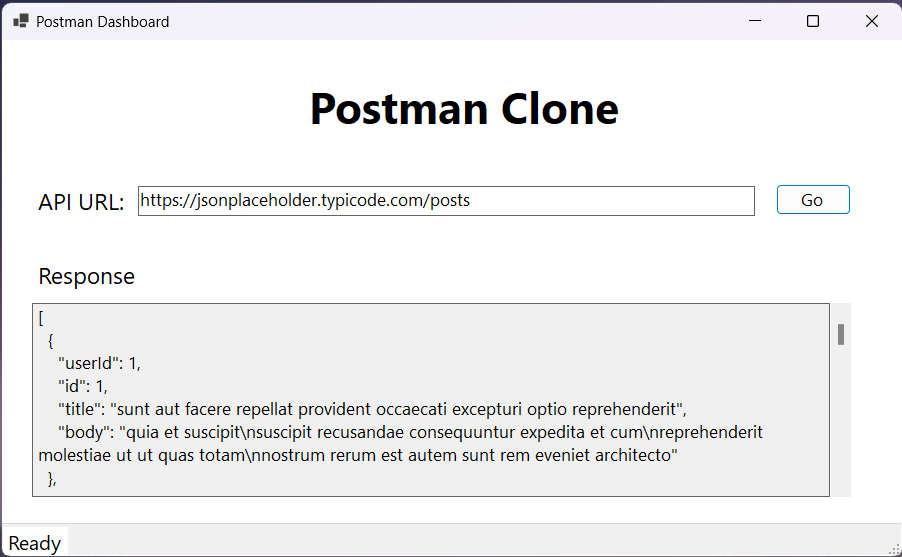 Postman Dashboard
Postman Clone
API URL: https://jsonplaceholder.typicode.com/posts Go
Response
[
  {
    "userId": 1,
    "id": 1,
    "title": "sunt aut facere repellat provident occaecati excepturi optio reprehenderit",
    "body": "quia et suscipit\nsuscipit recusandae consequuntur expedita et cum\nreprehenderit
molestiae ut ut quas totam\nnostrum rerum est autem sunt rem eveniet architecto"
  },
Ready